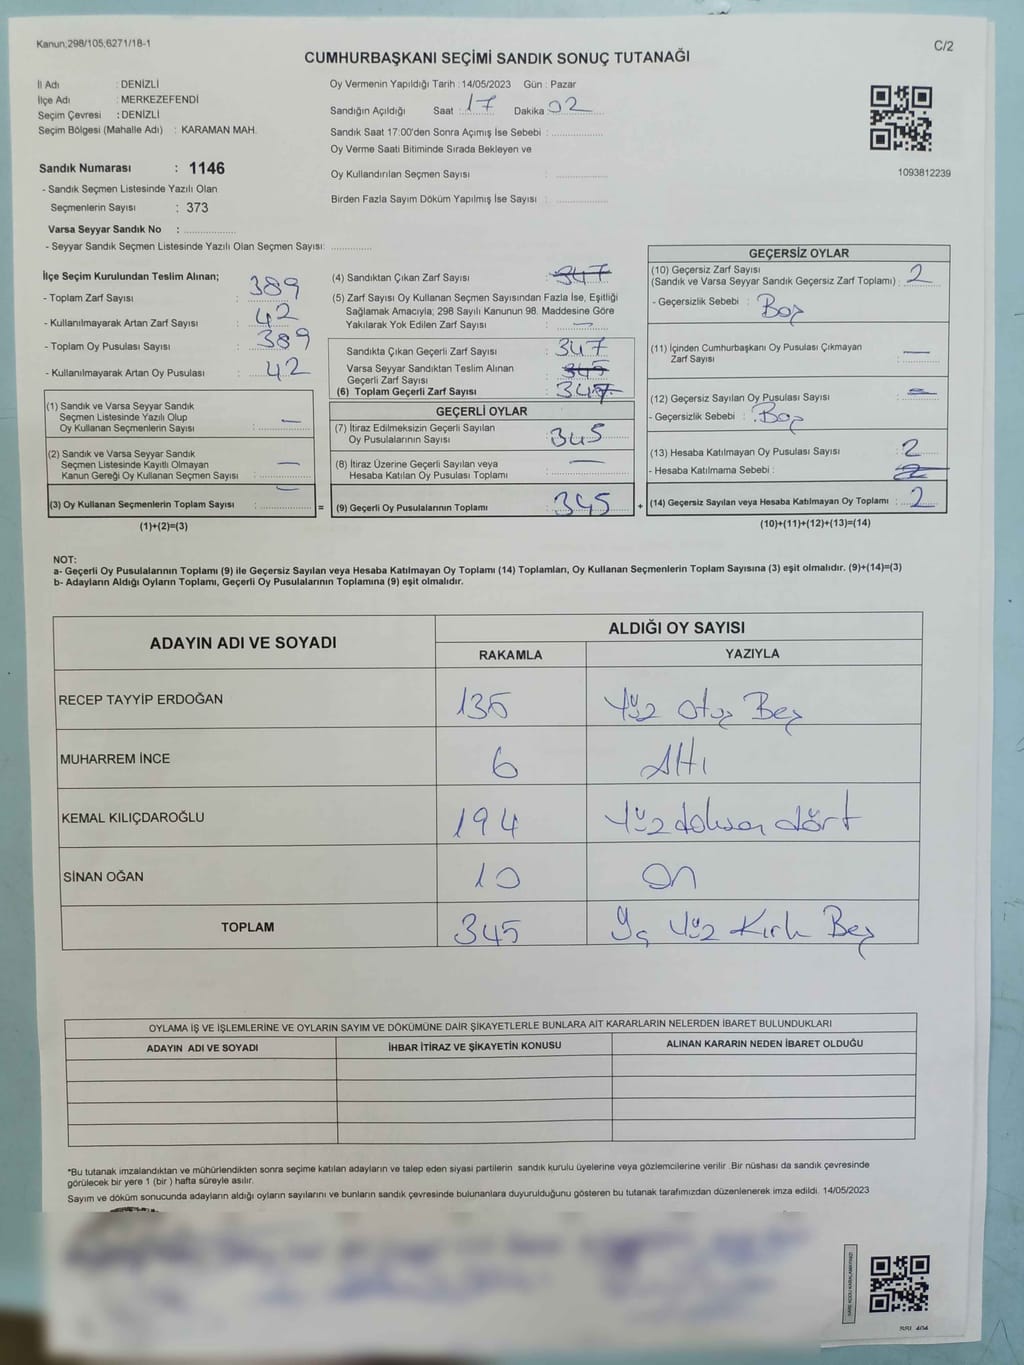 Kanun;298/105;6271/18-1
C/2
CUMHURBAŞKANI SEÇİMİ SANDIK SONUÇ TUTANAĞI
İl Adı : DENİZLİ
İlçe Adı : MERKEZEFENDİ
Seçim Çevresi : DENİZLİ
Seçim Bölgesi (Mahalle Adı) : KARAMAN MAH.
Oy Vermenin Yapıldığı Tarih : 14/05/2023 Gün : Pazar
Sandığın Açıldığı Saat : 17 Dakika : 02
Sandık Saat 17:00'den Sonra Açımış İse Sebebi :
Oy Verme Saati Bitiminde Sırada Bekleyen ve
Oy Kullandırılan Seçmen Sayısı :
Birden Fazla Sayım Döküm Yapılmış İse Sayısı :
1093812239
Sandık Numarası : 1146
- Sandık Seçmen Listesinde Yazılı Olan
Seçmenlerin Sayısı : 373
Varsa Seyyar Sandık No :
- Seyyar Sandık Seçmen Listesinde Yazılı Olan Seçmen Sayısı:
İlçe Seçim Kurulundan Teslim Alınan;
- Toplam Zarf Sayısı : 389
- Kullanılmayarak Artan Zarf Sayısı : 42
- Toplam Oy Pusulası Sayısı : 389
- Kullanılmayarak Artan Oy Pusulası : 42
(1) Sandık ve Varsa Seyyar Sandık
Seçmen Listesinde Yazılı Olup
Oy Kullanan Seçmenlerin Sayısı : —
(2) Sandık ve Varsa Seyyar Sandık
Seçmen Listesinde Kayıtlı Olmayan
Kanun Gereği Oy Kullanan Seçmen Sayısı : —
(3) Oy Kullanan Seçmenlerin Toplam Sayısı : —
(1)+(2)=(3)
(4) Sandıktan Çıkan Zarf Sayısı : 347
(5) Zarf Sayısı Oy Kullanan Seçmen Sayısından Fazla İse, Eşitliği
Sağlamak Amacıyla; 298 Sayılı Kanunun 98. Maddesine Göre
Yakılarak Yok Edilen Zarf Sayısı : —
Sandıkta Çıkan Geçerli Zarf Sayısı : 347
Varsa Seyyar Sandıktan Teslim Alınan
Geçerli Zarf Sayısı : 345
(6) Toplam Geçerli Zarf Sayısı : 347
GEÇERLİ OYLAR
(7) İtiraz Edilmeksizin Geçerli Sayılan
Oy Pusulalarının Sayısı : 345
(8) İtiraz Üzerine Geçerli Sayılan veya
Hesaba Katılan Oy Pusulası Toplamı : —
= (9) Geçerli Oy Pusulalarının Toplamı : 345 +
GEÇERSİZ OYLAR
(10) Geçersiz Zarf Sayısı
(Sandık ve Varsa Seyyar Sandık Geçersiz Zarf Toplamı) : 2
- Geçersizlik Sebebi : Boş
(11) İçinden Cumhurbaşkanı Oy Pusulası Çıkmayan
Zarf Sayısı : —
(12) Geçersiz Sayılan Oy Pusulası Sayısı :
- Geçersizlik Sebebi : Boş
(13) Hesaba Katılmayan Oy Pusulası Sayısı : 2
- Hesaba Katılmama Sebebi : 2
(14) Geçersiz Sayılan veya Hesaba Katılmayan Oy Toplamı : 2
(10)+(11)+(12)+(13)=(14)
NOT:
a- Geçerli Oy Pusulalarının Toplamı (9) ile Geçersiz Sayılan veya Hesaba Katılmayan Oy Toplamı (14) Toplamları, Oy Kullanan Seçmenlerin Toplam Sayısına (3) eşit olmalıdır. (9)+(14)=(3)
b- Adayların Aldığı Oyların Toplamı, Geçerli Oy Pusulalarının Toplamına (9) eşit olmalıdır.
ADAYIN ADI VE SOYADI ALDIĞI OY SAYISI
RAKAMLA YAZIYLA
RECEP TAYYİP ERDOĞAN 135 Yüz otuz Beş
MUHARREM İNCE 6 Altı
KEMAL KILIÇDAROĞLU 194 Yüz doksan dört
SİNAN OĞAN 10 On
TOPLAM 345 Üç Yüz Kırk Beş
OYLAMA İŞ VE İŞLEMLERİNE VE OYLARIN SAYIM VE DÖKÜMÜNE DAİR ŞİKAYETLERLE BUNLARA AİT KARARLARIN NELERDEN İBARET BULUNDUKLARI
ADAYIN ADI VE SOYADI İHBAR İTİRAZ VE ŞİKAYETİN KONUSU ALINAN KARARIN NEDEN İBARET OLDUĞU
*Bu tutanak imzalandıktan ve mühürlendikten sonra seçime katılan adayların ve talep eden siyasi partilerin sandık kurulu üyelerine veya gözlemcilerine verilir .Bir nüshası da sandık çevresinde
görülecek bir yere 1 (bir ) hafta süreyle asılır.
Sayım ve döküm sonucunda adayların aldığı oyların sayılarını ve bunların sandık çevresinde bulunanlara duyurulduğunu gösteren bu tutanak tarafımızdan düzenlenerek imza edildi. 14/05/2023